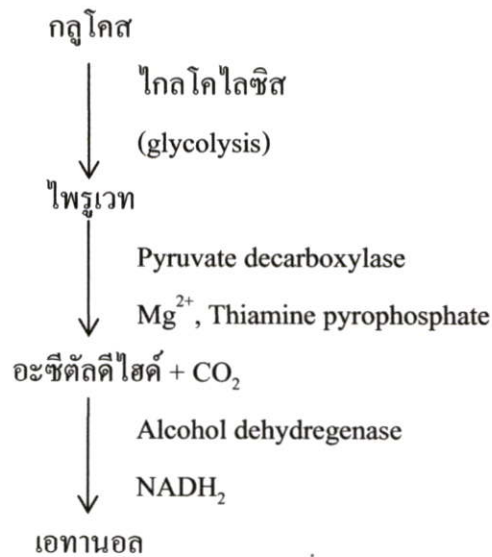 กลูโคส
ไกลโคไลซิส
(glycolysis)
ไพรูเวท
Pyruvate decarboxylase
Mg²⁺, Thiamine pyrophosphate
อะซีตัลดีไฮด์ + CO₂
Alcohol dehydregenase
NADH₂
เอทานอล